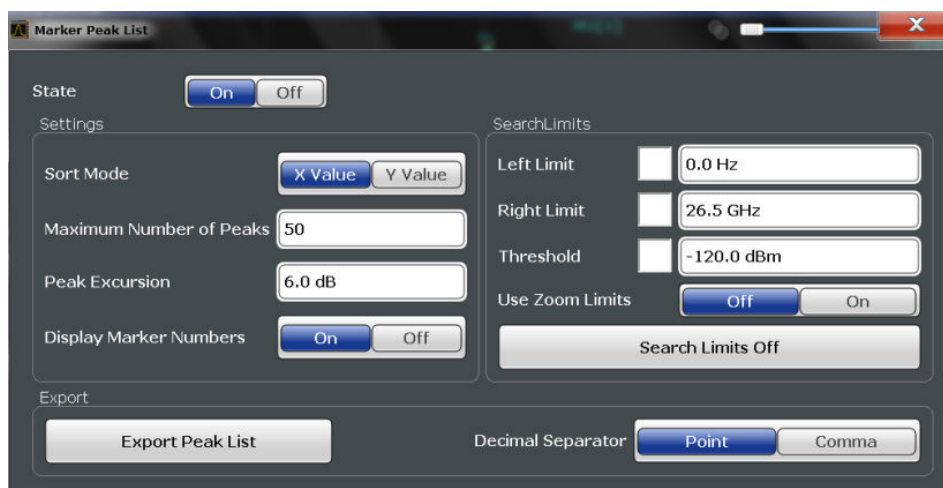 Marker Peak List
State On Off
Settings
Sort Mode X Value Y Value
Maximum Number of Peaks 50
Peak Excursion 6.0 dB
Display Marker Numbers On Off
SearchLimits
Left Limit 0.0 Hz
Right Limit 26.5 GHz
Threshold -120.0 dBm
Use Zoom Limits Off On
Search Limits Off
Export
Export Peak List
Decimal Separator Point Comma